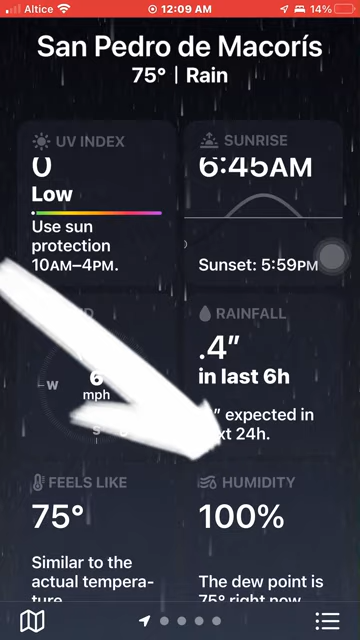 Altice 12:09 AM 14%
San Pedro de Macorís
75° | Rain
UV INDEX
0
Low
Use sun
protection
10AM–4PM.
SUNRISE
6:45AM
Sunset: 5:59PM
W
6
mph
S
RAINFALL
.4”
in last 6h
” expected in
24h.
FEELS LIKE
75°
Similar to the
actual tempera-
ture
HUMIDITY
100%
The dew point is
75° right now